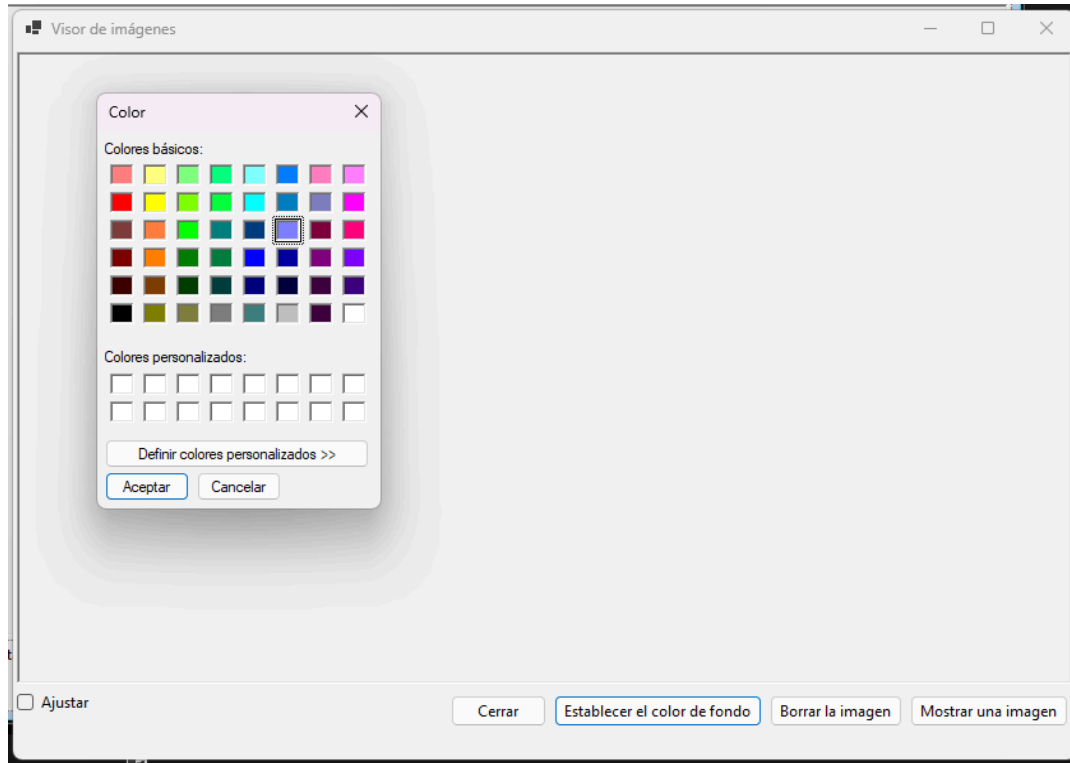 Visor de imágenes
Color
Colores básicos:
Colores personalizados:
Definir colores personalizados >>
Aceptar Cancelar
Ajustar
Cerrar Establecer el color de fondo Borrar la imagen Mostrar una imagen